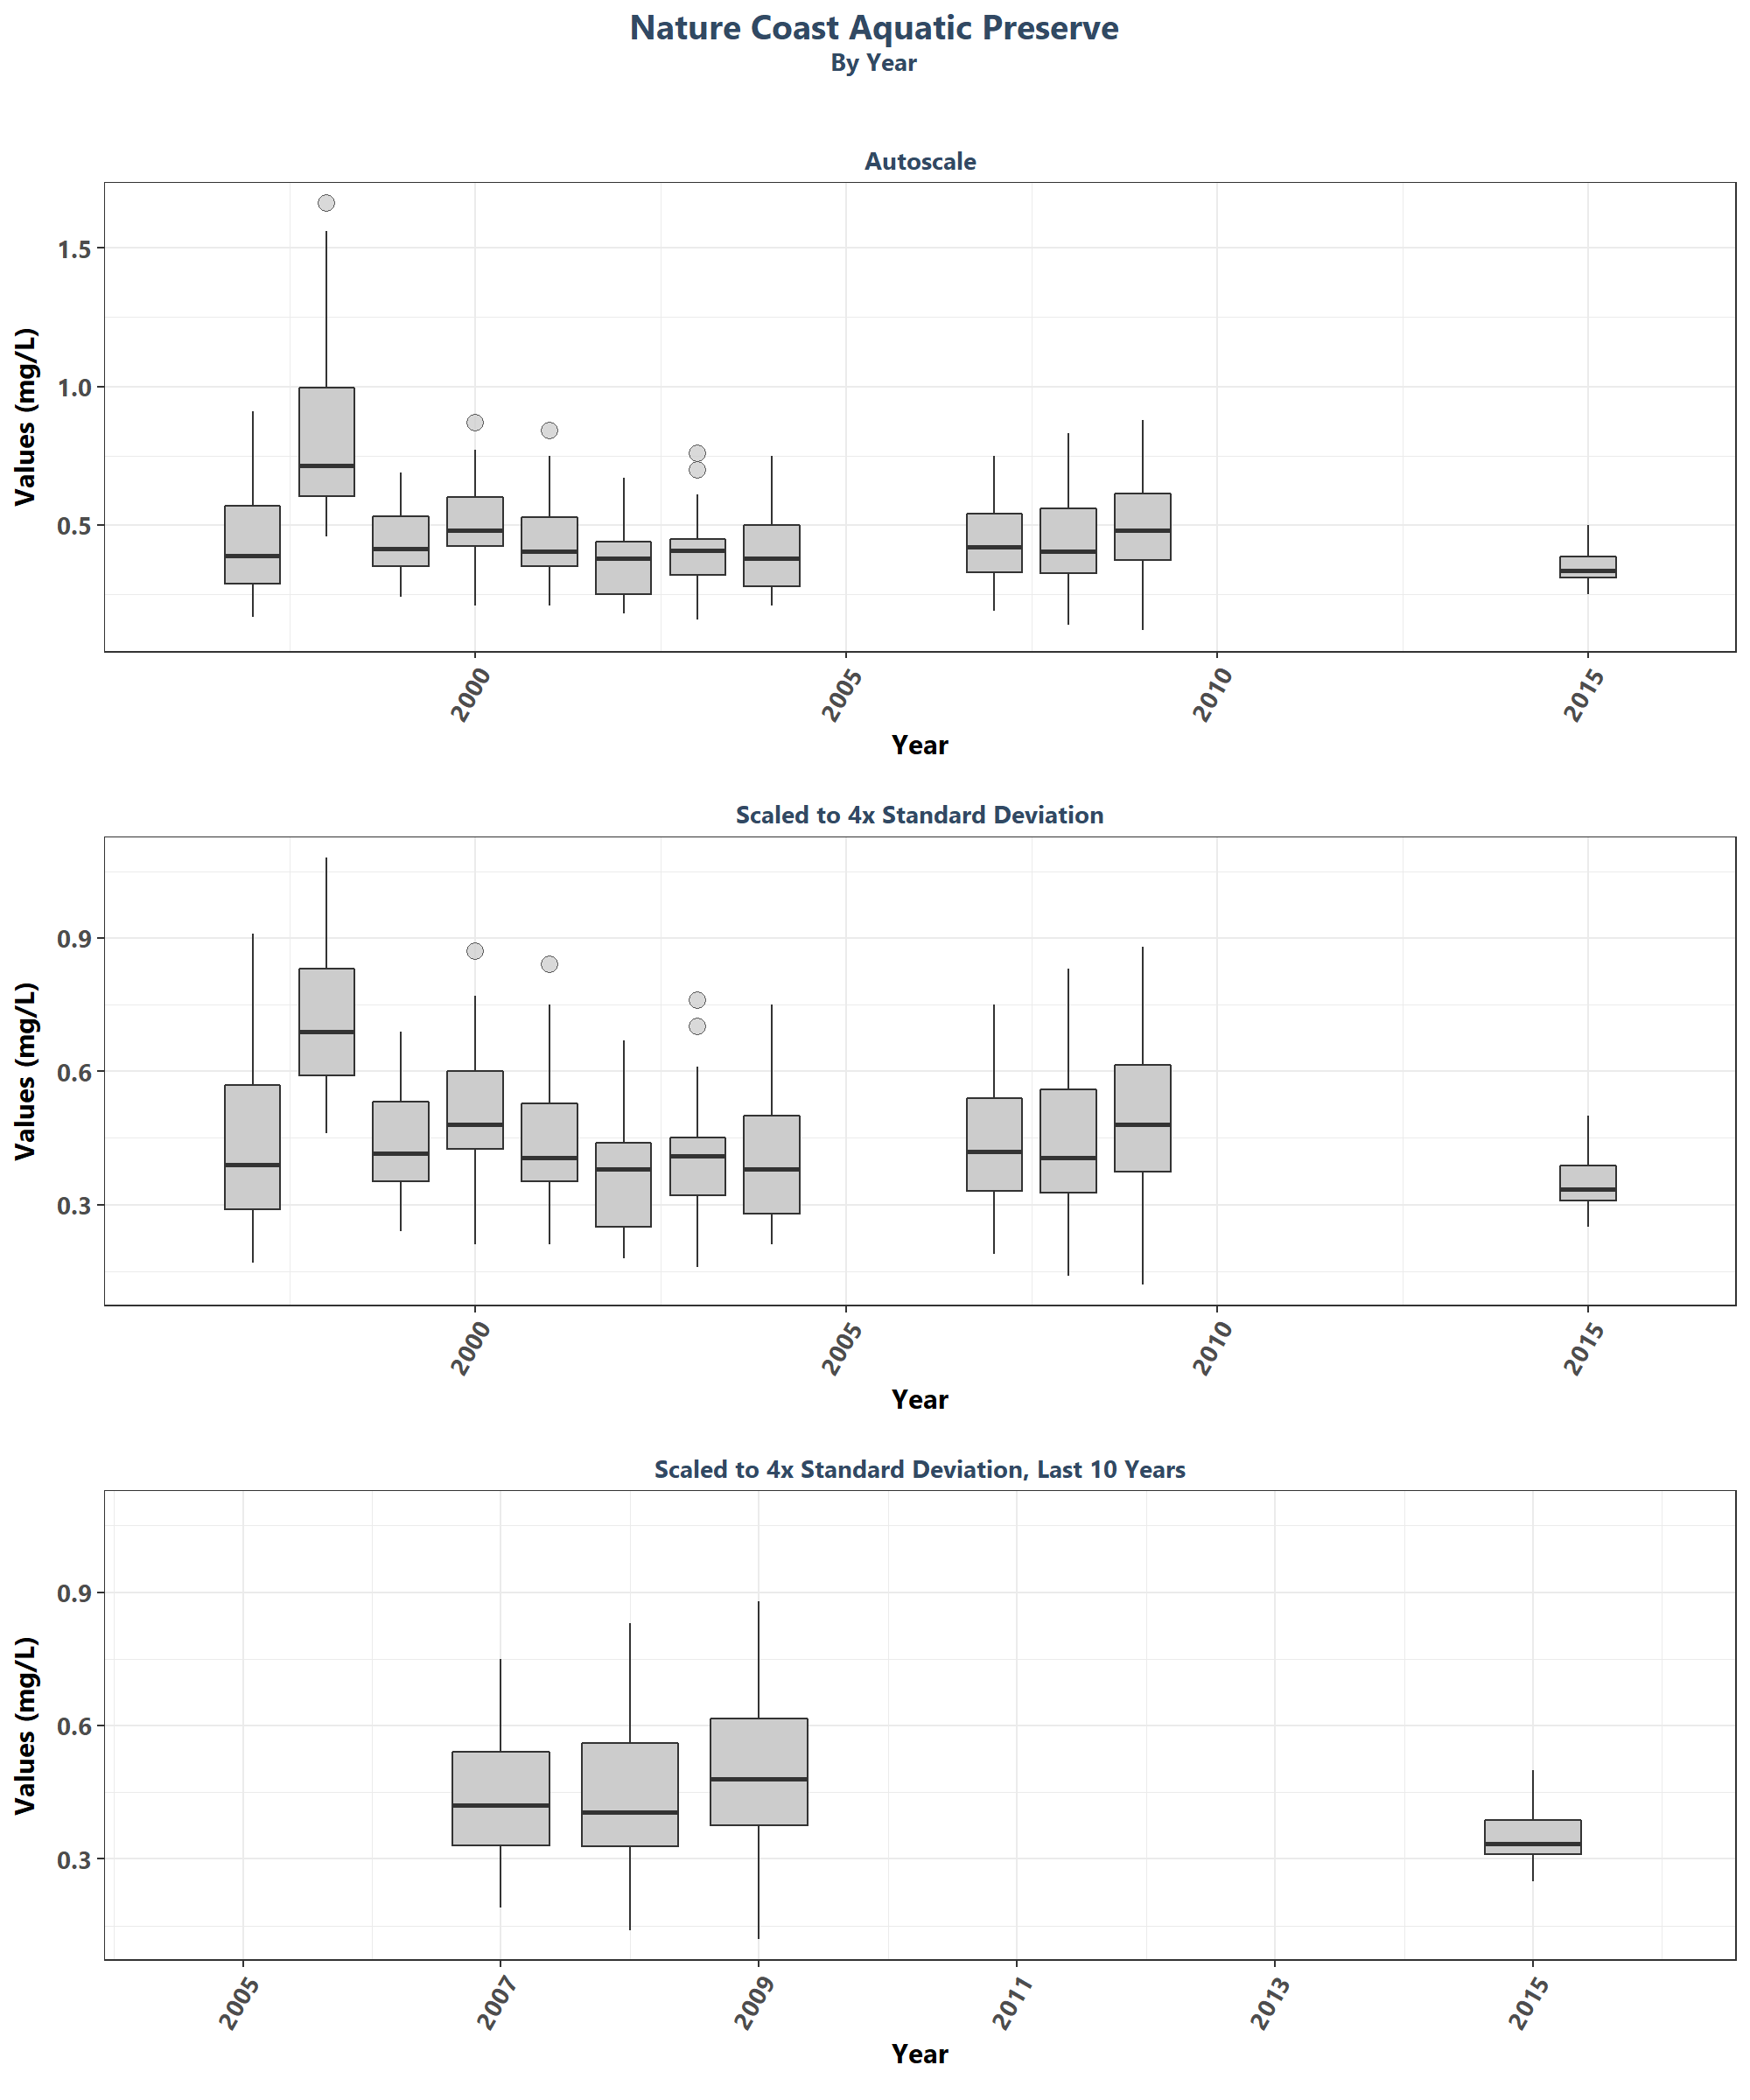 Nature Coast Aquatic Preserve
By Year
Autoscale
Values (mg/L)
1.5
1.0
0.5
2000
2005
2010
2015
Year
Scaled to 4x Standard Deviation
Values (mg/L)
0.9
0.6
0.3
2000
2005
2010
2015
Year
Scaled to 4x Standard Deviation, Last 10 Years
Values (mg/L)
0.9
0.6
0.3
2005
2007
2009
2011
2013
2015
Year